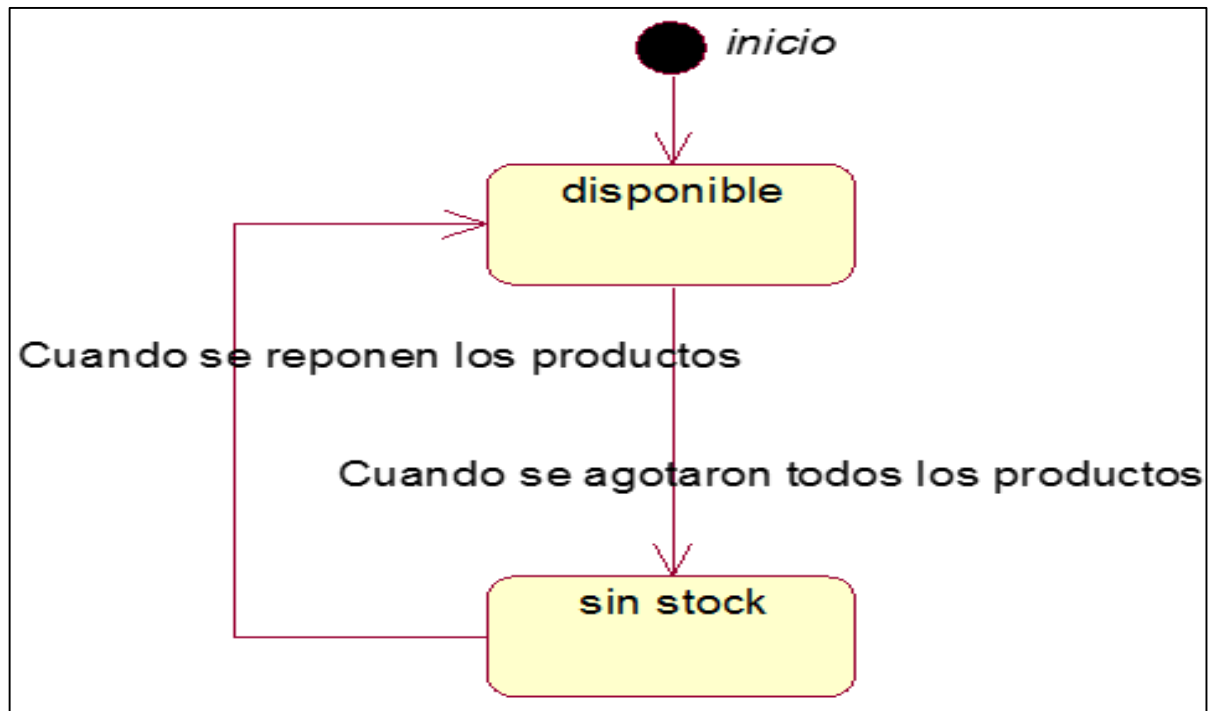 inicio
disponible
Cuando se reponen los productos
Cuando se agotaron todos los productos
sin stock